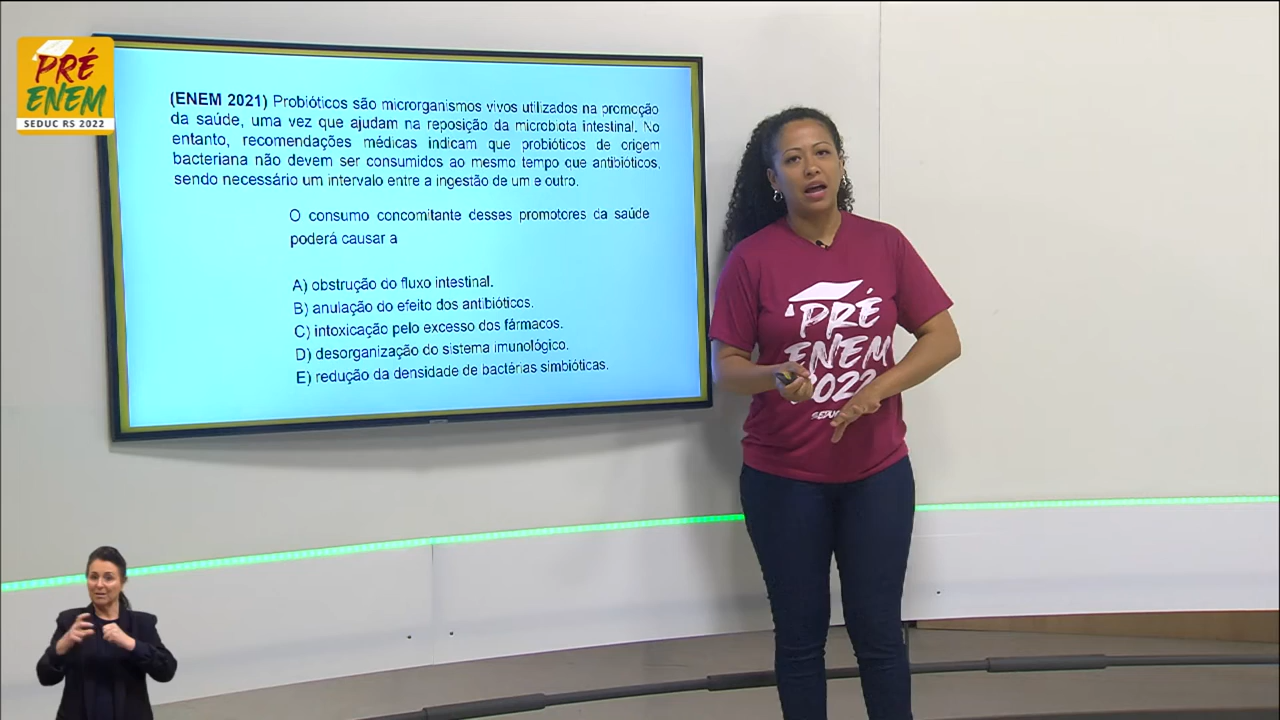 PRÉ
ENEM
SEDUC RS 2022
(ENEM 2021) Probióticos são microrganismos vivos utilizados na promoção
da saúde, uma vez que ajudam na reposição da microbiota intestinal. No
entanto, recomendações médicas indicam que probióticos de origem
bacteriana não devem ser consumidos ao mesmo tempo que antibióticos,
sendo necessário um intervalo entre a ingestão de um e outro.
O consumo concomitante desses promotores da saúde
poderá causar a
A) obstrução do fluxo intestinal.
B) anulação do efeito dos antibióticos.
C) intoxicação pelo excesso dos fármacos.
D) desorganização do sistema imunológico.
E) redução da densidade de bactérias simbióticas.
PRÉ
ENEM
2022